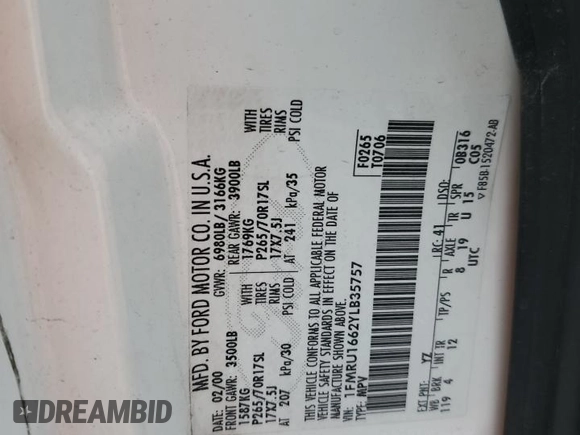 MFD. BY FORD MOTOR CO. IN U.S.A.
DATE: 02/00 GVWR: 6980LB/ 3166KG
FRONT GAWR: 3500LB REAR GAWR: 3900LB
1587KG WITH 1769KG WITH
P265/70R17SL TIRES P265/70R17SL TIRES
17X7.5J RIMS 17X7.5J RIMS
AT 207 kPa/30 PSI COLD AT 241 kPa/35 PSI COLD
THIS VEHICLE CONFORMS TO ALL APPLICABLE FEDERAL MOTOR
VEHICLE SAFETY STANDARDS IN EFFECT ON THE DATE OF
MANUFACTURE SHOWN ABOVE.
VIN: 1FMRU1662YLB35757 F0265
TYPE: MPV T0706
EXT PNT: YZ RC: 41 DSO:
WB BRK INT TR TP/PS R AXLE TR SPR 0B316
119 4 12 8 19 U 15 C05
UTC F85B-1520472-AB
DREAMBID
DREAMBID.COM